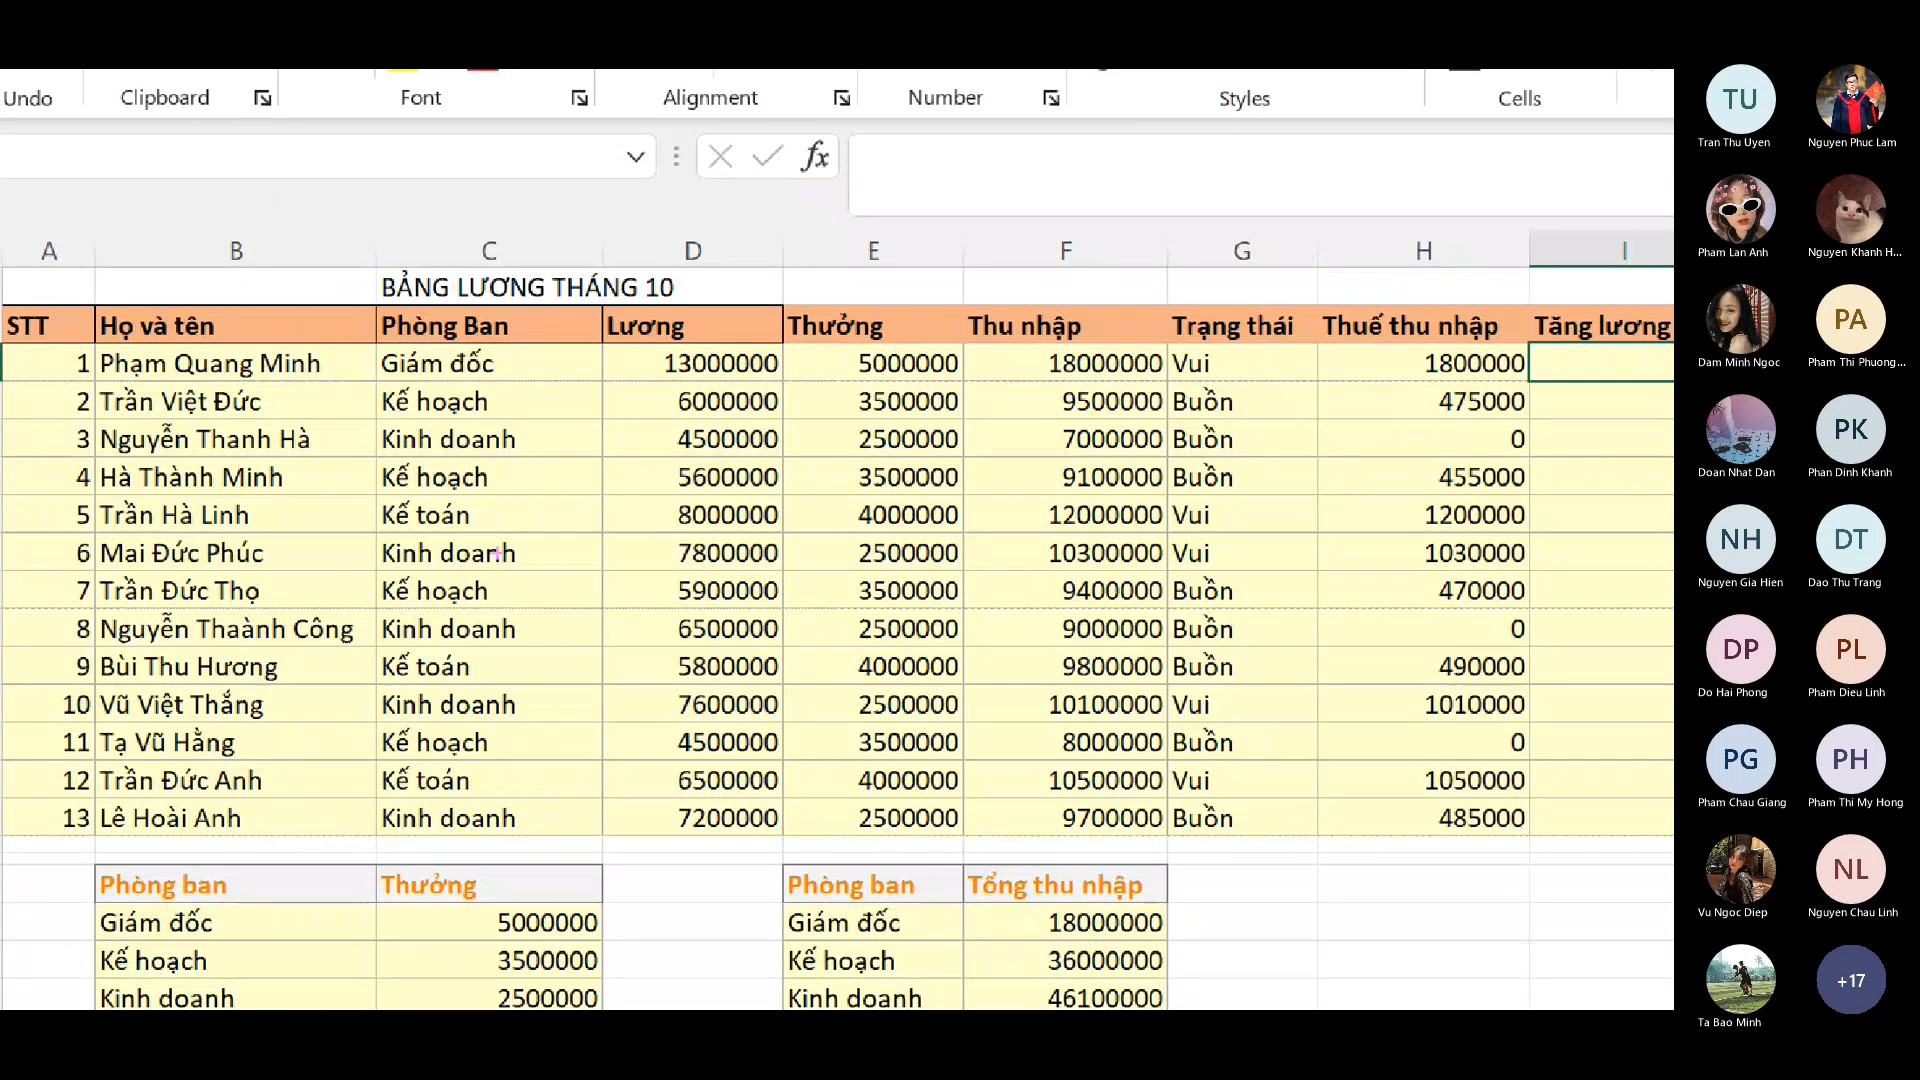 Undo Clipboard Font Alignment Number Styles Cells
fx
A B C D E F G H I
BẢNG LƯƠNG THÁNG 10
STT Họ và tên Phòng Ban Lương Thưởng Thu nhập Trạng thái Thuế thu nhập Tăng lương
1 Phạm Quang Minh Giám đốc 13000000 5000000 18000000 Vui 1800000
2 Trần Việt Đức Kế hoạch 6000000 3500000 9500000 Buồn 475000
3 Nguyễn Thanh Hà Kinh doanh 4500000 2500000 7000000 Buồn 0
4 Hà Thành Minh Kế hoạch 5600000 3500000 9100000 Buồn 455000
5 Trần Hà Linh Kế toán 8000000 4000000 12000000 Vui 1200000
6 Mai Đức Phúc Kinh doanh 7800000 2500000 10300000 Vui 1030000
7 Trần Đức Thọ Kế hoạch 5900000 3500000 9400000 Buồn 470000
8 Nguyễn Thaành Công Kinh doanh 6500000 2500000 9000000 Buồn 0
9 Bùi Thu Hương Kế toán 5800000 4000000 9800000 Buồn 490000
10 Vũ Việt Thắng Kinh doanh 7600000 2500000 10100000 Vui 1010000
11 Tạ Vũ Hằng Kế hoạch 4500000 3500000 8000000 Buồn 0
12 Trần Đức Anh Kế toán 6500000 4000000 10500000 Vui 1050000
13 Lê Hoài Anh Kinh doanh 7200000 2500000 9700000 Buồn 485000
Phòng ban Thưởng Phòng ban Tổng thu nhập
Giám đốc 5000000 Giám đốc 18000000
Kế hoạch 3500000 Kế hoạch 36000000
Kinh doanh 2500000 Kinh doanh 46100000
TU
Tran Thu Uyen Nguyen Phuc Lam
Pham Lan Anh Nguyen Khanh H...
PA
Dam Minh Ngoc Pham Thi Phuong...
PK
Doan Nhat Dan Phan Dinh Khanh
NH DT
Nguyen Gia Hien Dao Thu Trang
DP PL
Do Hai Phong Pham Dieu Linh
PG PH
Pham Chau Giang Pham Thi My Hong
NL
Vu Ngoc Diep Nguyen Chau Linh
+17
Ta Bao Minh